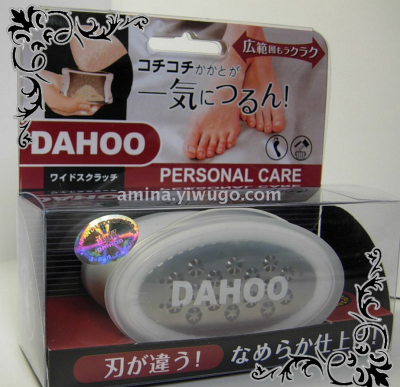 広範囲もラクラク
コチコチかかとが
一気につるん!
DAHOO
ワイドスクラッチ
PERSONAL CARE
amina.yiwugo.com
DAHOO
刃が違う!
なめらか仕上